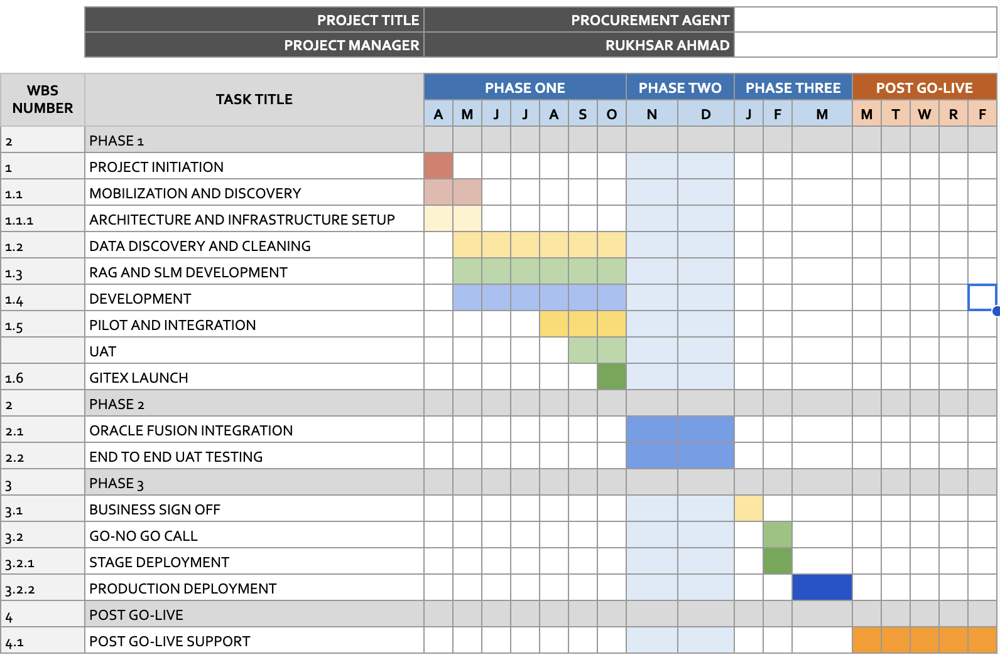 PROJECT TITLE PROCUREMENT AGENT
PROJECT MANAGER RUKHSAR AHMAD
WBS NUMBER TASK TITLE PHASE ONE PHASE TWO PHASE THREE POST GO-LIVE
A M J J A S O N D J F M M T W R F
2 PHASE 1
1 PROJECT INITIATION
1.1 MOBILIZATION AND DISCOVERY
1.1.1 ARCHITECTURE AND INFRASTRUCTURE SETUP
1.2 DATA DISCOVERY AND CLEANING
1.3 RAG AND SLM DEVELOPMENT
1.4 DEVELOPMENT
1.5 PILOT AND INTEGRATION
UAT
1.6 GITEX LAUNCH
2 PHASE 2
2.1 ORACLE FUSION INTEGRATION
2.2 END TO END UAT TESTING
3 PHASE 3
3.1 BUSINESS SIGN OFF
3.2 GO-NO GO CALL
3.2.1 STAGE DEPLOYMENT
3.2.2 PRODUCTION DEPLOYMENT
4 POST GO-LIVE
4.1 POST GO-LIVE SUPPORT